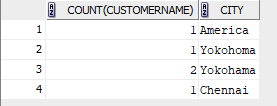 COUNT(CUSTOMERNAME) CITY
1 1 America
2 1 Yokohoma
3 2 Yokohama
4 1 Chennai